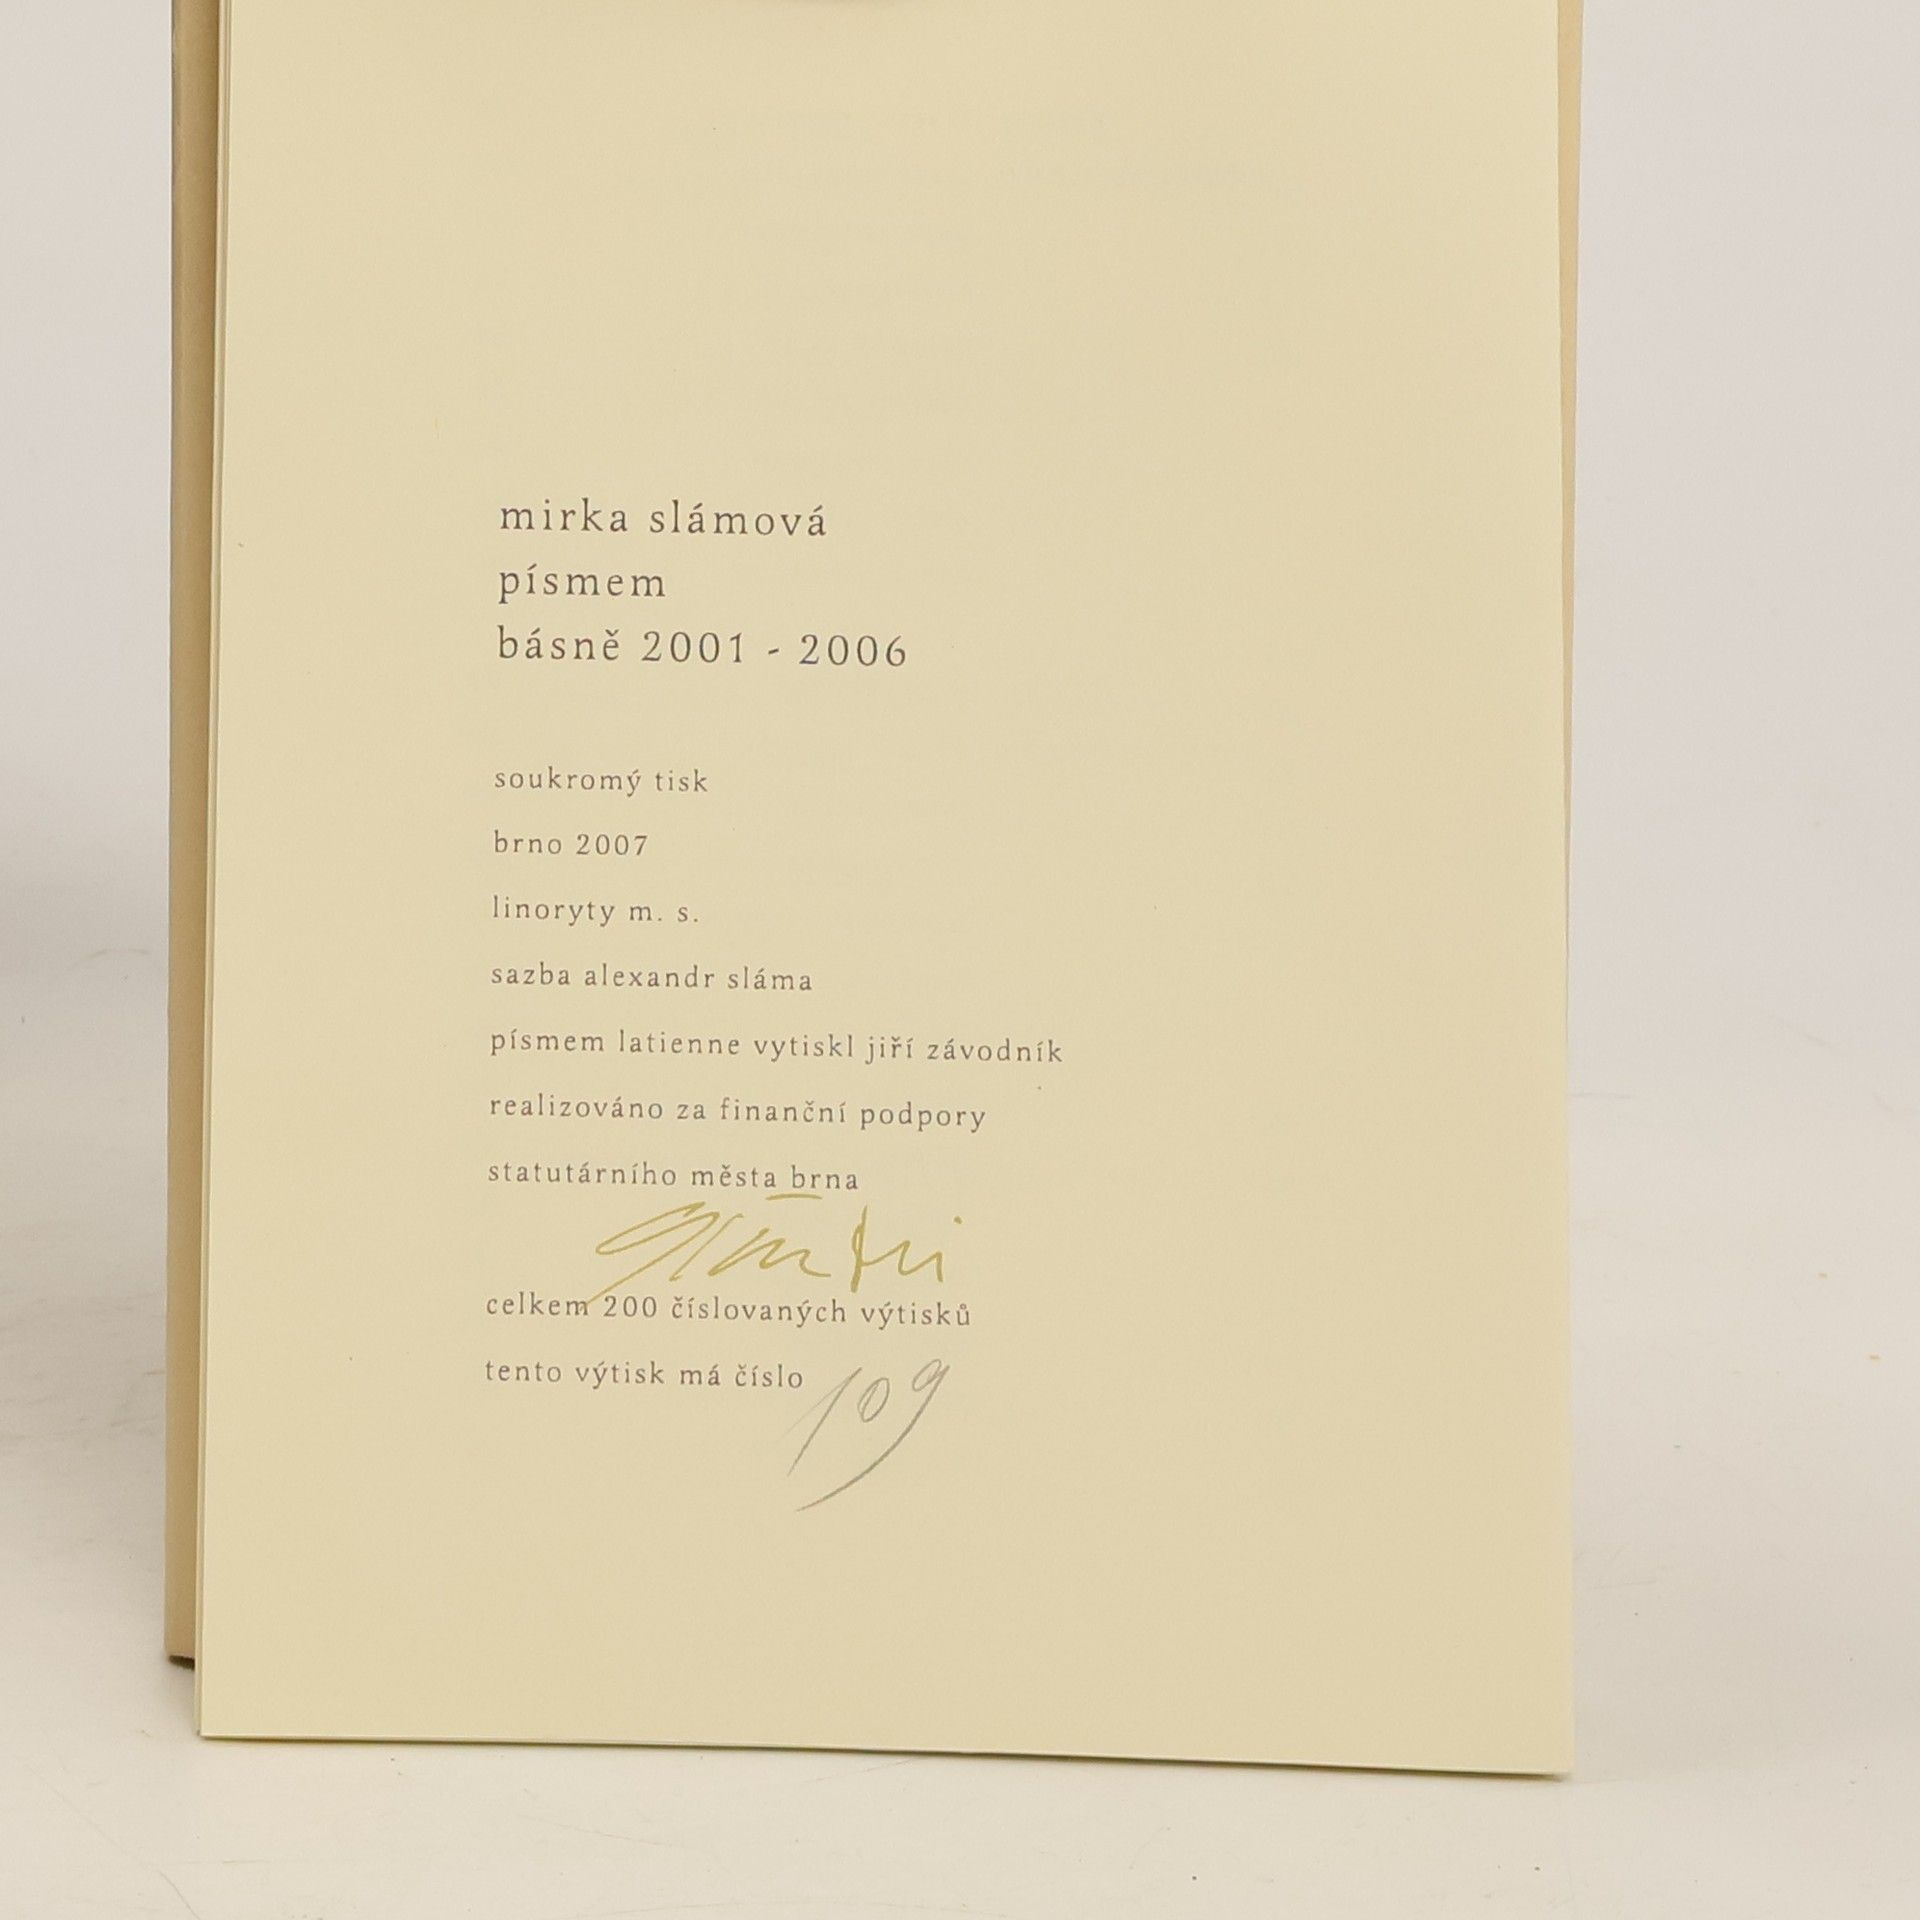 mirka slámová
písmem
básně 2001 - 2006
soukromý tisk
brno 2007
linoryty m. s.
sazba alexandr sláma
písmem latienne vytiskl jiří závodník
realizováno za finanční podpory
statutárního města brna
celkem 200 číslovaných výtisků
tento výtisk má číslo 109